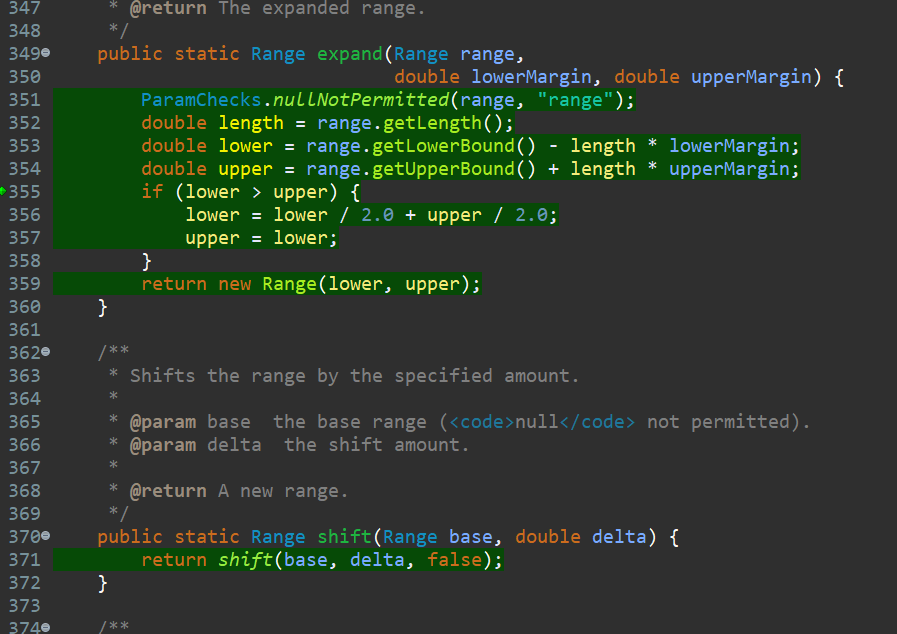 347      * @return The expanded range.
348      */
349     public static Range expand(Range range,
350                                double lowerMargin, double upperMargin) {
351         ParamChecks.nullNotPermitted(range, "range");
352         double length = range.getLength();
353         double lower = range.getLowerBound() - length * lowerMargin;
354         double upper = range.getUpperBound() + length * upperMargin;
355         if (lower > upper) {
356             lower = lower / 2.0 + upper / 2.0;
357             upper = lower;
358         }
359         return new Range(lower, upper);
360     }
361
362     /**
363      * Shifts the range by the specified amount.
364      *
365      * @param base  the base range (<code>null</code> not permitted).
366      * @param delta  the shift amount.
367      *
368      * @return A new range.
369      */
370     public static Range shift(Range base, double delta) {
371         return shift(base, delta, false);
372     }
373
374     /**